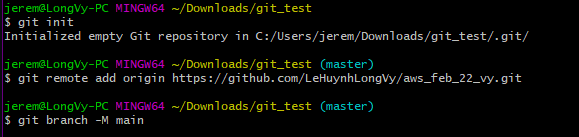 jerem@LongVy-PC MINGW64 ~/Downloads/git_test
$ git init
Initialized empty Git repository in C:/Users/jerem/Downloads/git_test/.git/
jerem@LongVy-PC MINGW64 ~/Downloads/git_test (master)
$ git remote add origin https://github.com/LeHuynhLongVy/aws_feb_22_vy.git
jerem@LongVy-PC MINGW64 ~/Downloads/git_test (master)
$ git branch -M main